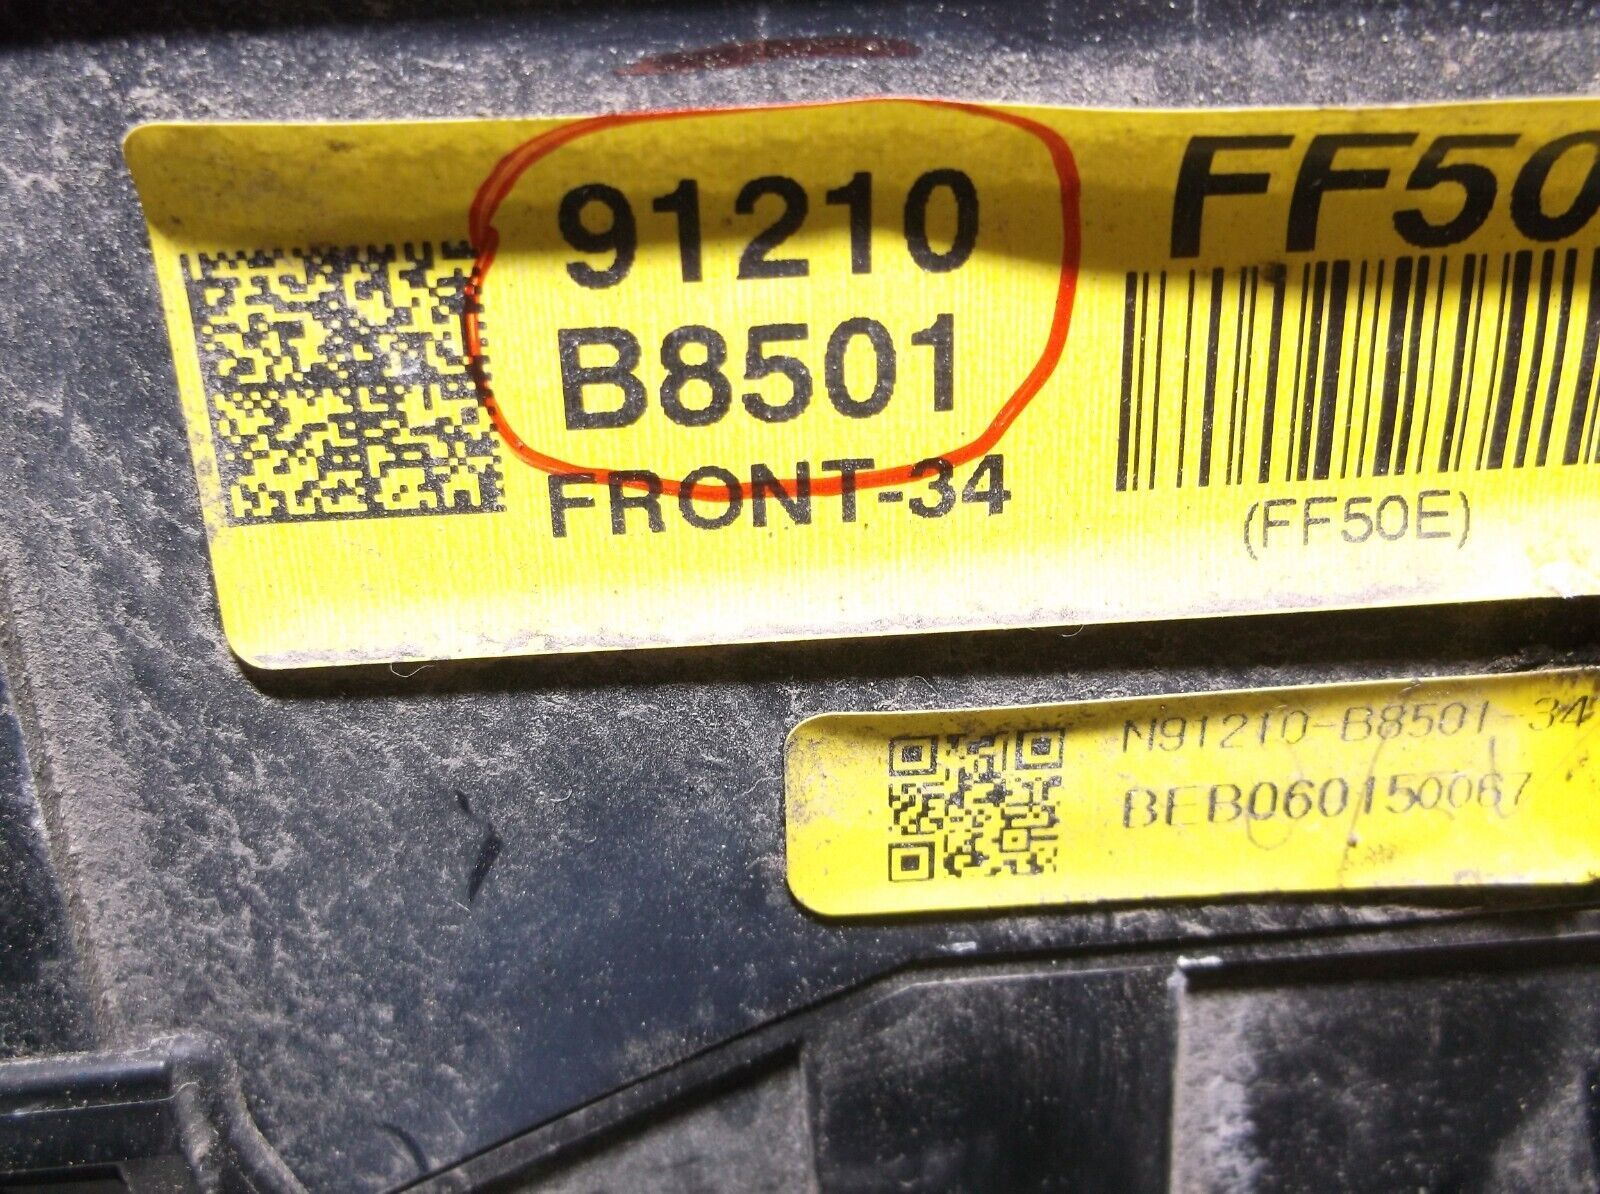 91210
B8501
FRONT-34
FF50
(FF50E)
N91210-B8501-34
BEB060150067